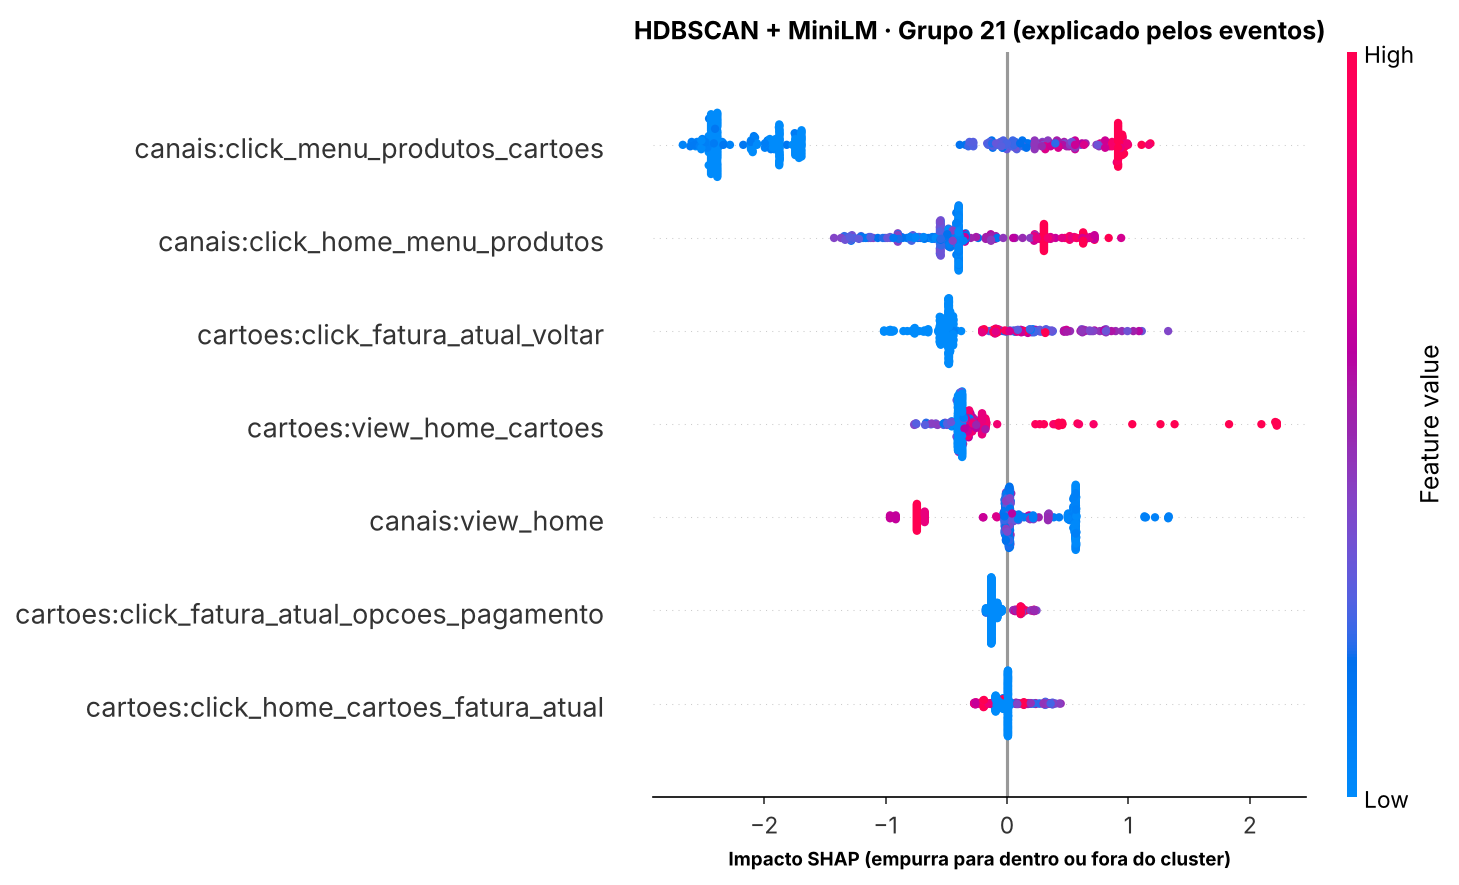 HDBSCAN + MiniLM · Grupo 21 (explicado pelos eventos)
High
canais:click_menu_produtos_cartoes
canais:click_home_menu_produtos
cartoes:click_fatura_atual_voltar
cartoes:view_home_cartoes
canais:view_home
cartoes:click_fatura_atual_opcoes_pagamento
cartoes:click_home_cartoes_fatura_atual
Feature value
Low
−2 −1 0 1 2
Impacto SHAP (empurra para dentro ou fora do cluster)